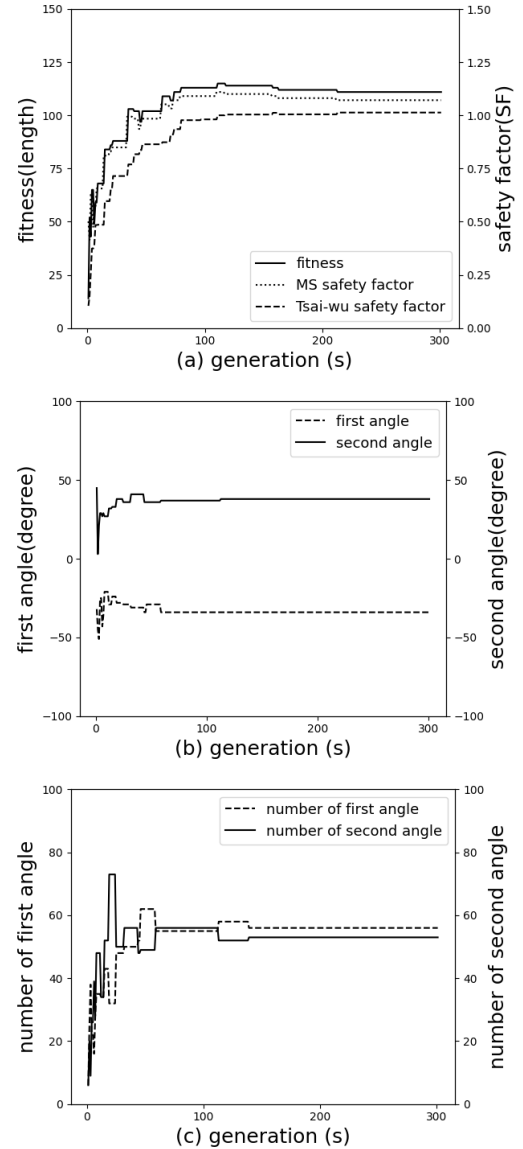 150
125
100
75
50
25
0
fitness(length)
1.50
1.25
1.00
0.75
0.50
0.25
0.00
safety factor(SF)
fitness
MS safety factor
Tsai-wu safety factor
0 100 200 300
(a) generation (s)
100
50
0
−50
−100
first angle(degree)
100
50
0
−50
−100
second angle(degree)
first angle
second angle
0 100 200 300
(b) generation (s)
100
80
60
40
20
0
number of first angle
100
80
60
40
20
0
number of second angle
number of first angle
number of second angle
0 100 200 300
(c) generation (s)